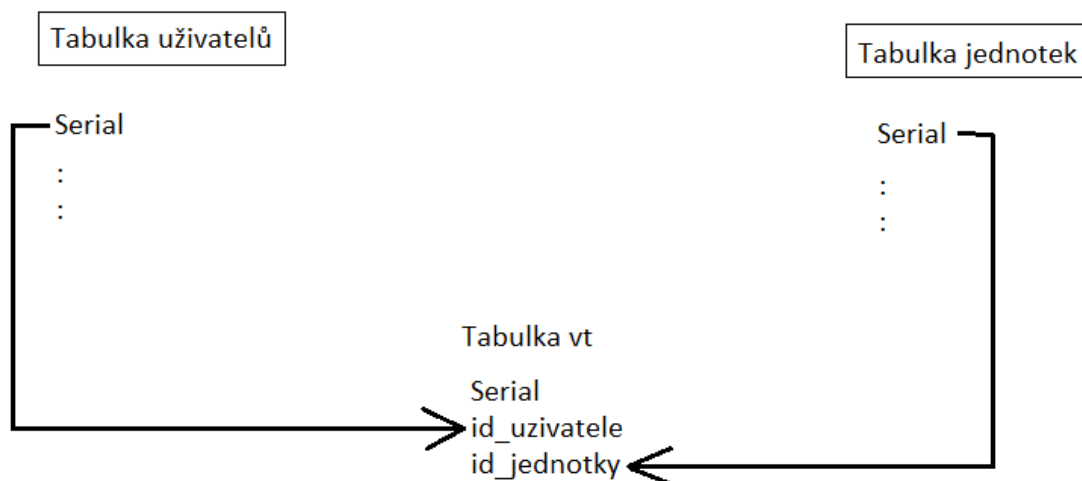 Tabulka uživatelů
Serial
:
:
Tabulka jednotek
Serial
:
:
Tabulka vt
Serial
id_uzivatele
id_jednotky